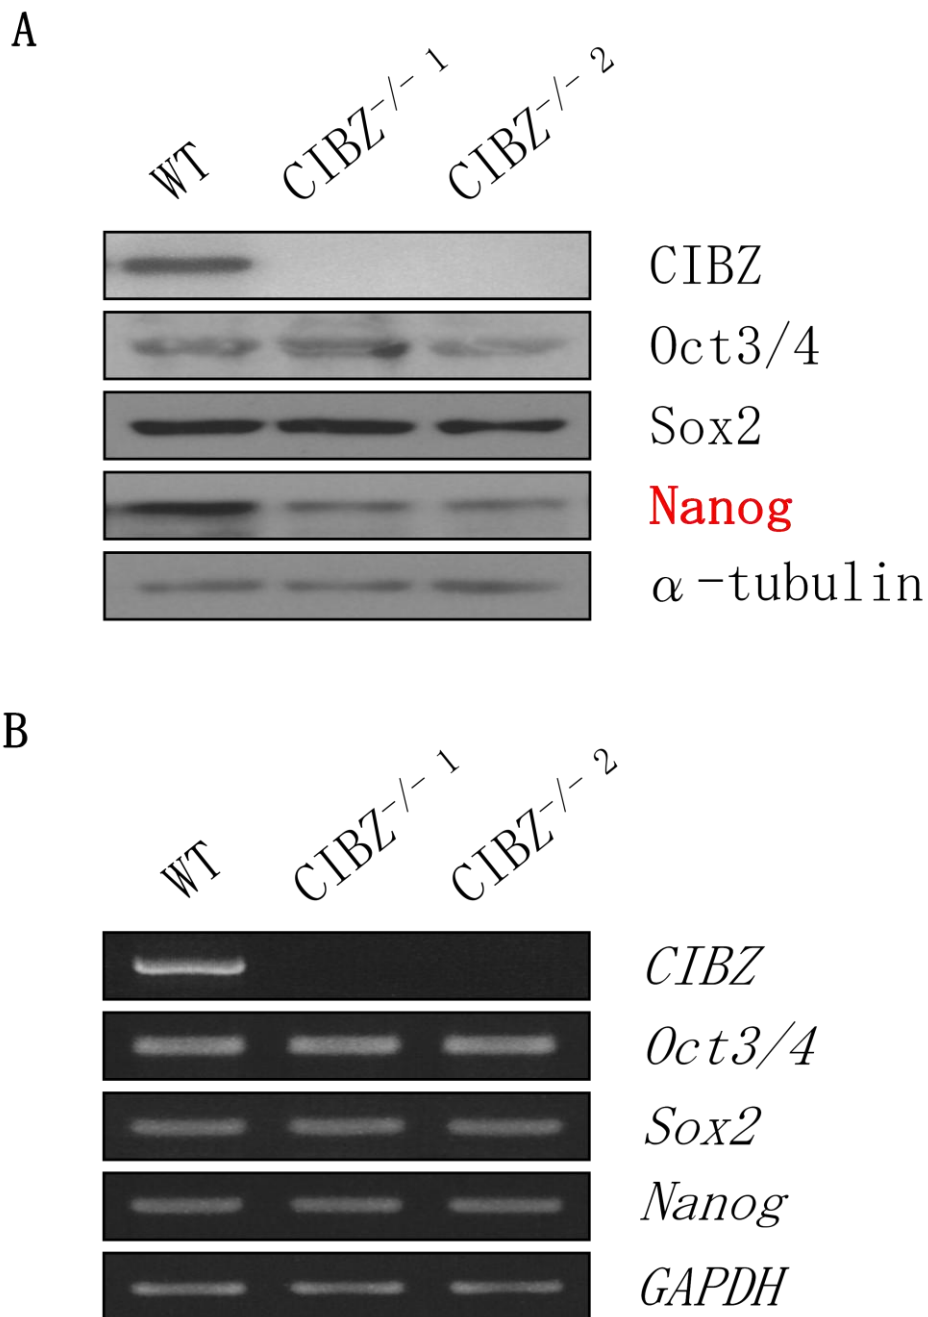 A
WT
CIBZ-/- 1
CIBZ-/- 2
CIBZ
Oct3/4
Sox2
Nanog
α-tubulin
B
WT
CIBZ-/- 1
CIBZ-/- 2
CIBZ
Oct3/4
Sox2
Nanog
GAPDH